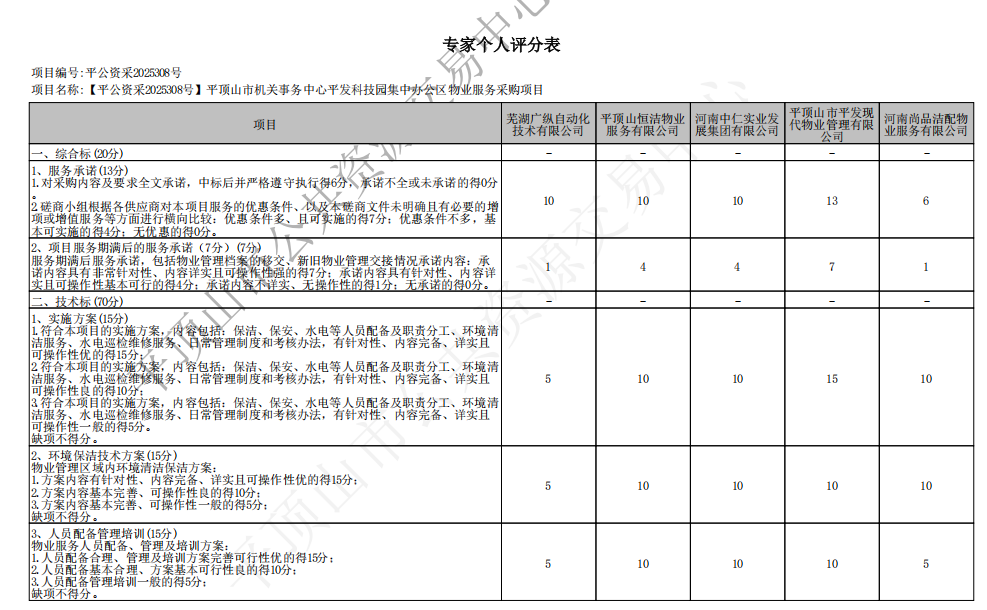 专家个人评分表
项目编号:平公资采2025308号
项目名称:【平公资采2025308号】平顶山市机关事务中心平发科技园集中办公区物业服务采购项目
项目 芜湖广纵自动化技术有限公司 平顶山恒洁物业服务有限公司 河南中仁实业发展集团有限公司 平顶山市平发现代物业管理有限公司 河南尚品洁配物业服务有限公司
一、综合标(20分) – – – – –
1、服务承诺(13分)
1.对采购内容及要求全文承诺，中标后并严格遵守执行得6分，承诺不全或未承诺的得0分
。
2.磋商小组根据各供应商对本项目服务的优惠条件、以及本磋商文件未明确且有必要的增
项或增值服务等方面进行横向比较：优惠条件多、且可实施的得7分；优惠条件不多，基
本可实施的得4分；无优惠的得0分。
10 10 10 13 6
2、项目服务期满后的服务承诺（7分）(7分)
服务期满后服务承诺，包括物业管理档案的移交、新旧物业管理交接情况承诺内容：承
诺内容具有非常针对性、内容详实且可操作性强的得7分；承诺内容具有针对性、内容详
实且可操作性基本可行的得4分；承诺内容不详实、无操作的得1分；无承诺的得0分。
1 4 4 7 1
二、技术标(70分) – – – – –
1、实施方案(15分)
1.符合本项目的实施方案，内容包括：保洁、保安、水电等人员配备及职责分工、环境清
洁服务、水电巡检维修服务、日常管理制度和考核办法，有针对性、内容完备、详实且
可操作性优的得15分；
2.符合本项目的实施方案，内容包括：保洁、保安、水电等人员配备及职责分工、环境清
洁服务、水电巡检维修服务、日常管理制度和考核办法，有针对性、内容完备、详实且
可操作性良的得10分；
3.符合本项目的实施方案，内容包括：保洁、保安、水电等人员配备及职责分工、环境清
洁服务、水电巡检维修服务、日常管理制度和考核办法，有针对性、内容完备、详实且
可操作性一般的得5分。
缺项不得分。
5 10 10 15 10
2、环境保洁技术方案(15分)
物业管理区域内环境清洁保洁方案：
1.方案内容有针对性、内容完备、详实且可操作性优的得15分；
2.方案内容基本完善、可操作性良的得10分；
3.方案内容基本完善、可操作性一般的得5分；
缺项不得分。
5 10 10 10 10
3、人员配备管理培训(15分)
物业服务人员配备、管理及培训方案：
1.人员配备合理、管理及培训方案完善可行性优的得15分；
2.人员配备基本合理、方案基本可行性良的得10分；
3.人员配备管理培训一般的得5分；
缺项不得分。
5 10 10 10 5
平顶山市公共资源交易中心
平顶山市公共资源交易中心